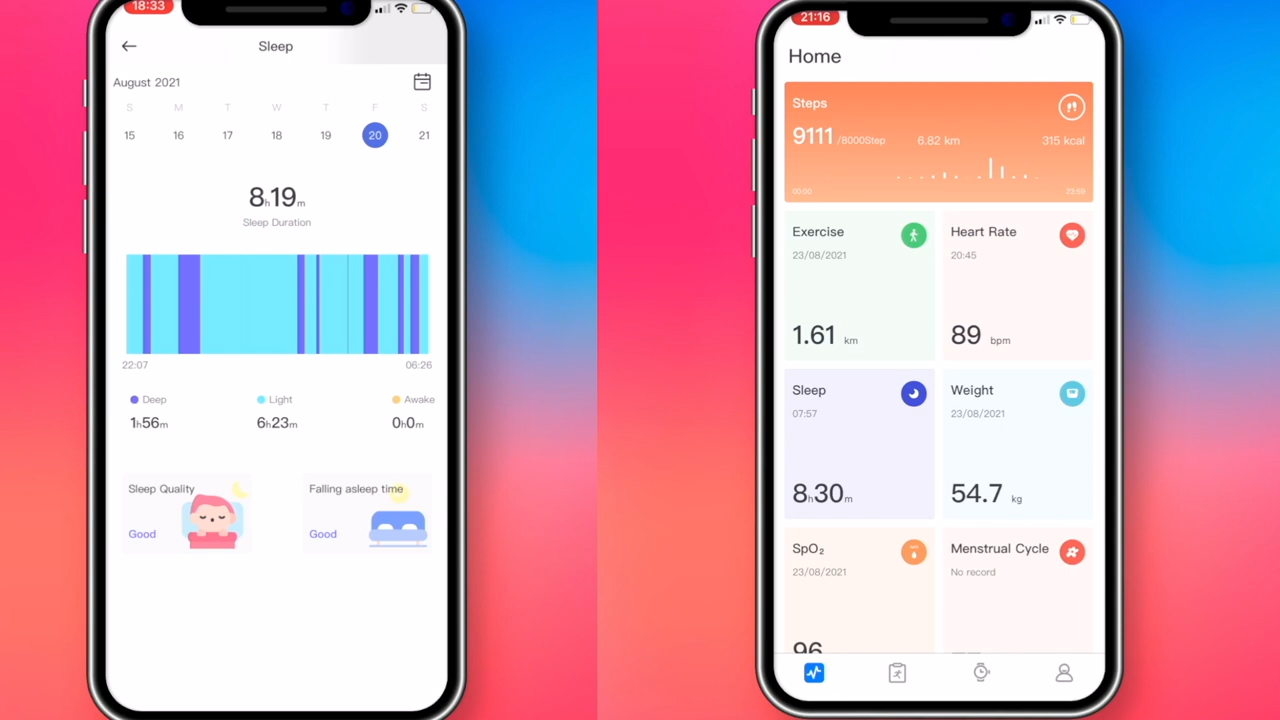 18:33
Sleep
August 2021
S M T W T F S
15 16 17 18 19 20 21
8h19m
Sleep Duration
22:07 06:26
Deep Light Awake
1h56m 6h23m 0h0m
Sleep Quality Falling asleep time
Good Good
21:16
Home
Steps
9111 /8000Step 6.82 km 315 kcal
00:00 23:59
Exercise Heart Rate
23/08/2021 20:45
1.61 km 89 bpm
Sleep Weight
07:57 23/08/2021
8h30m 54.7 kg
SpO₂ Menstrual Cycle
23/08/2021 No record
96